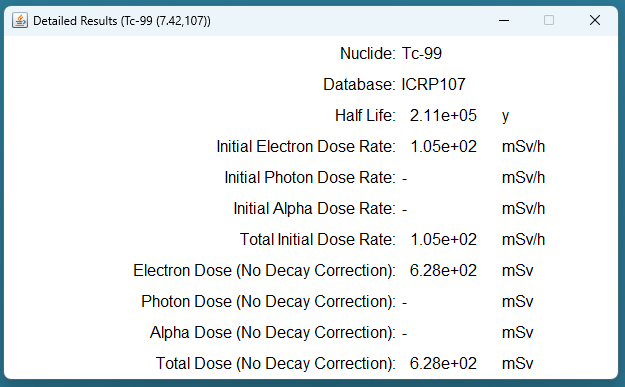 Detailed Results (Tc-99 (7.42,107))
Nuclide: Tc-99
Database: ICRP107
Half Life: 2.11e+05 y
Initial Electron Dose Rate: 1.05e+02 mSv/h
Initial Photon Dose Rate: - mSv/h
Initial Alpha Dose Rate: - mSv/h
Total Initial Dose Rate: 1.05e+02 mSv/h
Electron Dose (No Decay Correction): 6.28e+02 mSv
Photon Dose (No Decay Correction): - mSv
Alpha Dose (No Decay Correction): - mSv
Total Dose (No Decay Correction): 6.28e+02 mSv